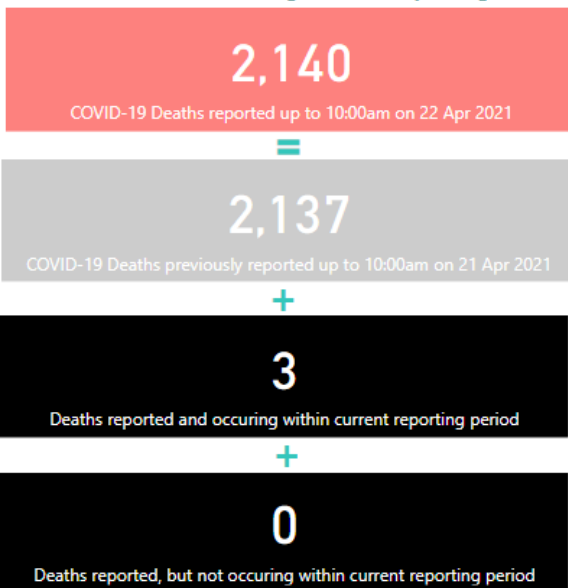 2,140
COVID-19 Deaths reported up to 10:00am on 22 Apr 2021
=
2,137
COVID-19 Deaths previously reported up to 10:00am on 21 Apr 2021
+
3
Deaths reported and occuring within current reporting period
+
0
Deaths reported, but not occuring within current reporting period